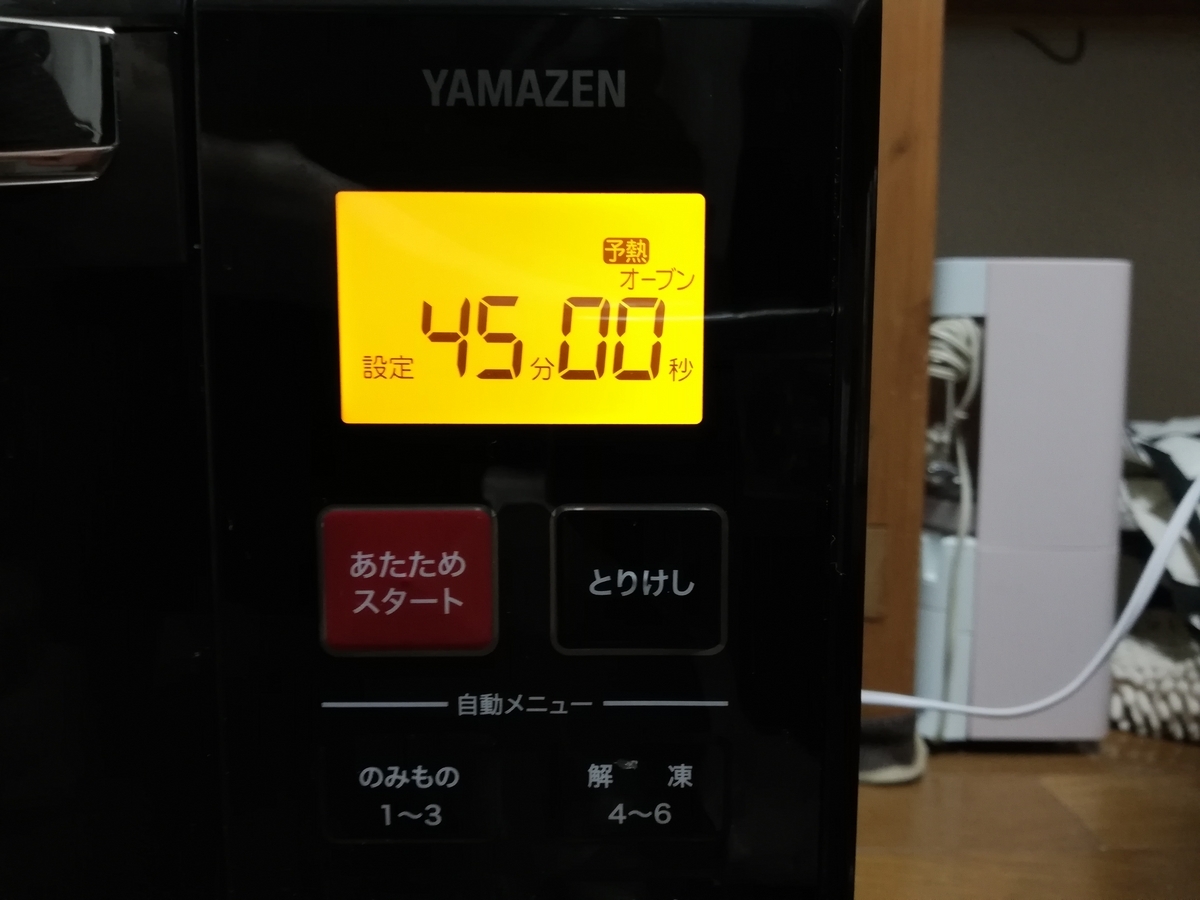 YAMAZEN
予熱
オーブン
設定 45分00秒
あたため
スタート
とりけし
自動メニュー
のみもの
1~3
解凍
4~6